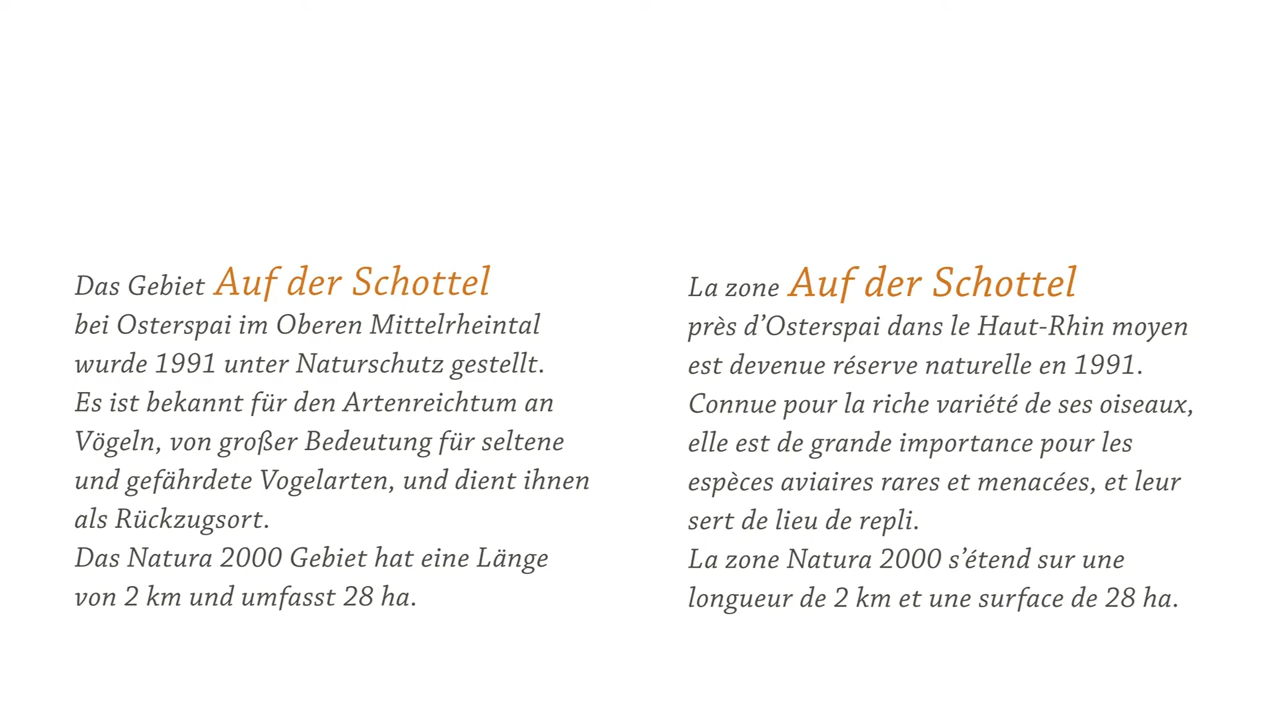 Das Gebiet Auf der Schottel
bei Osterspai im Oberen Mittelrheintal
wurde 1991 unter Naturschutz gestellt.
Es ist bekannt für den Artenreichtum an
Vögeln, von großer Bedeutung für seltene
und gefährdete Vogelarten, und dient ihnen
als Rückzugsort.
Das Natura 2000 Gebiet hat eine Länge
von 2 km und umfasst 28 ha.
La zone Auf der Schottel
près d’Osterspai dans le Haut-Rhin moyen
est devenue réserve naturelle en 1991.
Connue pour la riche variété de ses oiseaux,
elle est de grande importance pour les
espèces aviaires rares et menacées, et leur
sert de lieu de repli.
La zone Natura 2000 s’étend sur une
longueur de 2 km et une surface de 28 ha.